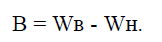 В = Wв - Wн.